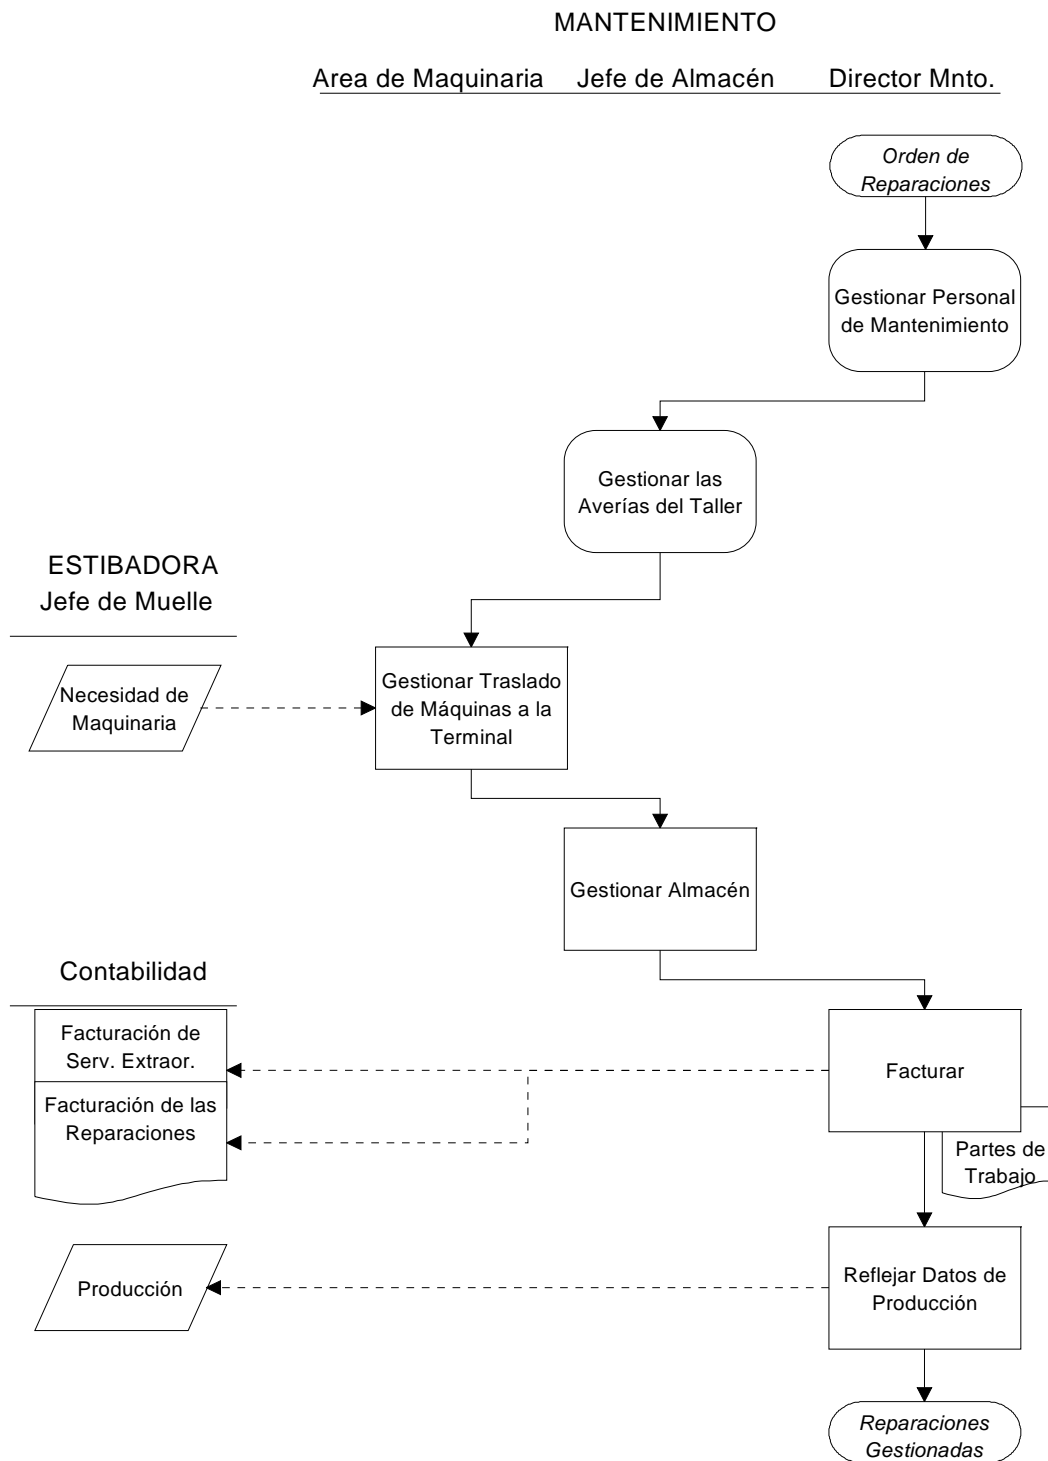 MANTENIMIENTO
Area de Maquinaria Jefe de Almacén Director Mnto.
Orden de
Reparaciones
Gestionar Personal
de Mantenimiento
Gestionar las
Averías del Taller
ESTIBADORA
Jefe de Muelle
Necesidad de
Maquinaria
Gestionar Traslado
de Máquinas a la
Terminal
Gestionar Almacén
Contabilidad
Facturación de
Serv. Extraor.
Facturación de las
Reparaciones
Facturar
Partes de
Trabajo
Producción
Reflejar Datos de
Producción
Reparaciones
Gestionadas